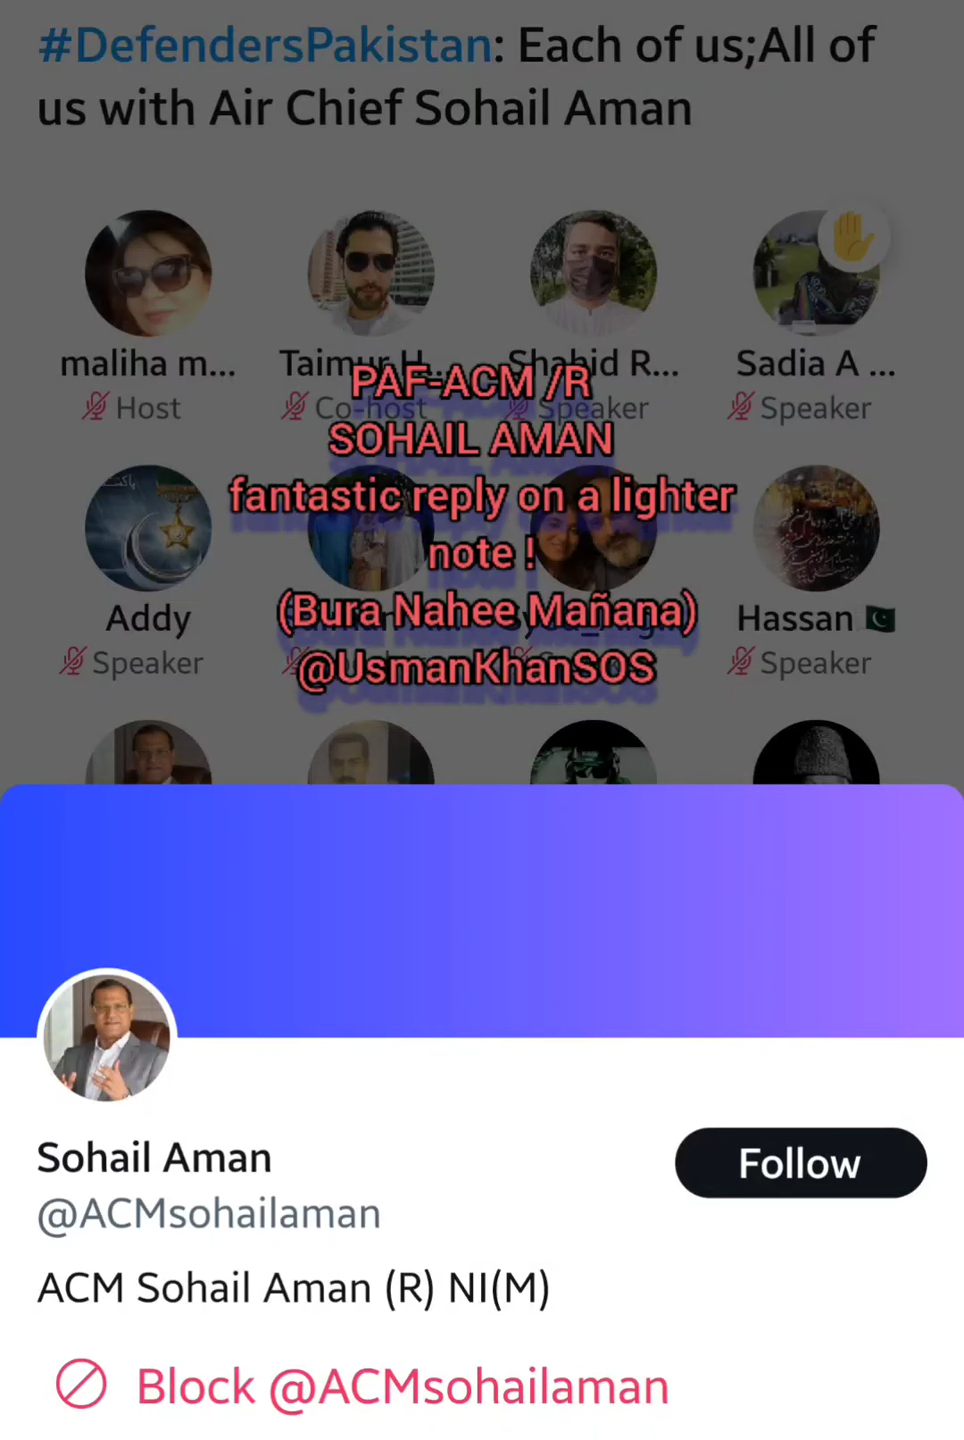 #DefendersPakistan: Each of us;All of
us with Air Chief Sohail Aman
maliha m...
Host
Co-host
Shahid R...
Speaker
Sadia A ...
Speaker
PAF-ACM /R
SOHAIL AMAN
fantastic reply on a lighter
note !
(Bura Nahee Mañana)
@UsmanKhanSOS
Addy
Speaker
Hassan
Speaker
Sohail Aman
@ACMsohailaman
Follow
ACM Sohail Aman (R) NI(M)
Block @ACMsohailaman